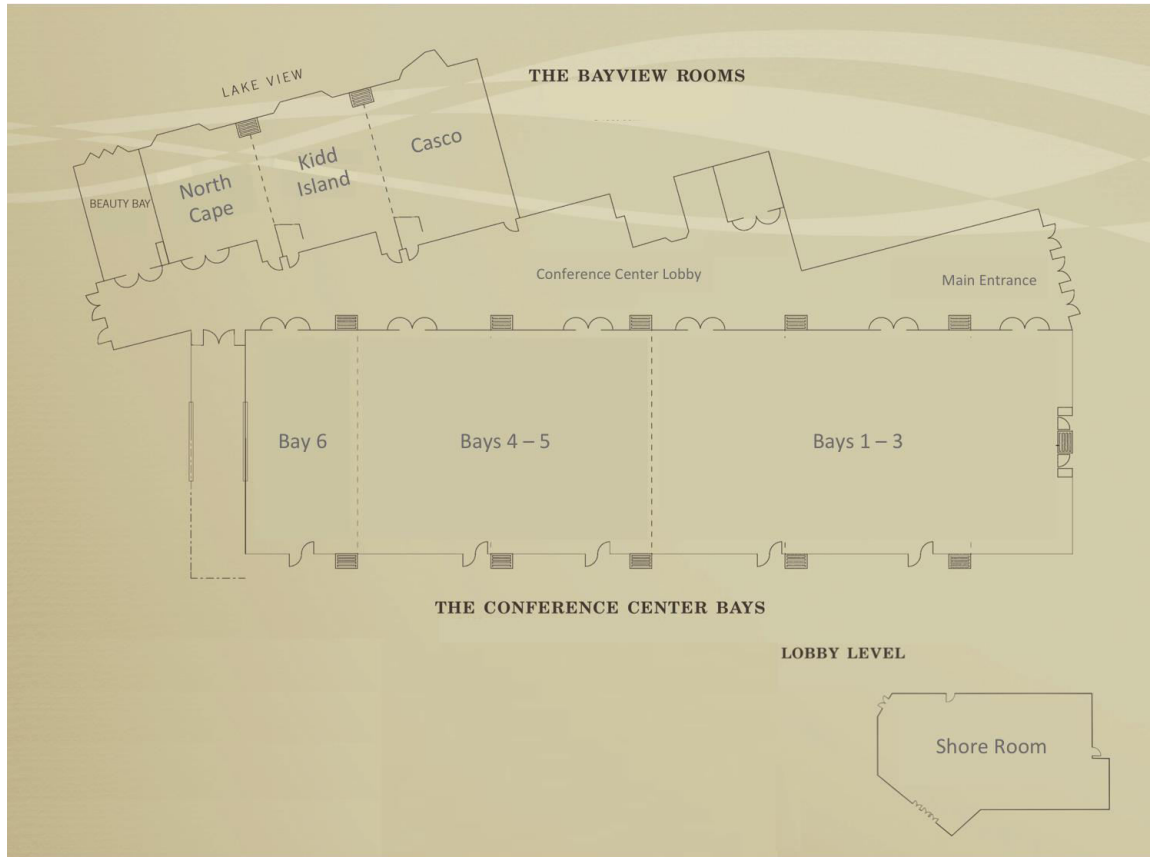 THE BAYVIEW ROOMS
LAKE VIEW
Casco
Kidd
Island
North
Cape
BEAUTY BAY
Conference Center Lobby
Main Entrance
Bay 6
Bays 4 – 5
Bays 1 – 3
THE CONFERENCE CENTER BAYS
LOBBY LEVEL
Shore Room